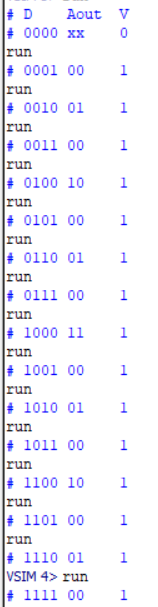 # D Aout V
# 0000 xx 0
run
# 0001 00 1
run
# 0010 01 1
run
# 0011 00 1
run
# 0100 10 1
run
# 0101 00 1
run
# 0110 01 1
run
# 0111 00 1
run
# 1000 11 1
run
# 1001 00 1
run
# 1010 01 1
run
# 1011 00 1
run
# 1100 10 1
run
# 1101 00 1
run
# 1110 01 1
VSIM 4> run
# 1111 00 1